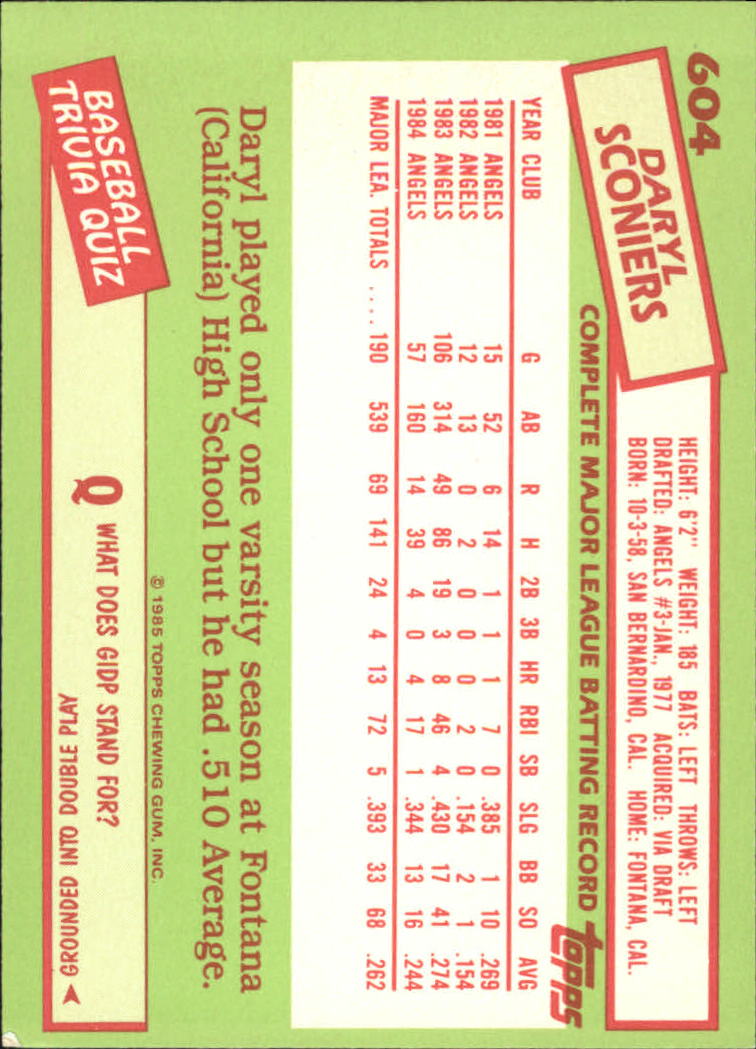 604
DARYL
SCONIERS
HEIGHT: 6'2" WEIGHT: 185 BATS: LEFT THROWS: LEFT
DRAFTED: ANGELS #3-JAN., 1977 ACQUIRED: VIA DRAFT
BORN: 10-3-58, SAN BERNARDINO, CAL. HOME: FONTANA, CAL.
COMPLETE MAJOR LEAGUE BATTING RECORD topps
YEAR CLUB G AB R H 2B 3B HR RBI SB SLG BB SO AVG
1981 ANGELS 15 52 6 14 1 1 1 7 0 .385 1 10 .269
1982 ANGELS 12 13 0 2 0 0 0 2 0 .154 2 1 .154
1983 ANGELS 106 314 49 86 19 3 8 46 4 .430 17 41 .274
1984 ANGELS 57 160 14 39 4 0 4 17 1 .344 13 16 .244
MAJOR LEA. TOTALS .... 190 539 69 141 24 4 13 72 5 .393 33 68 .262
Daryl played only one varsity season at Fontana
(California) High School but he had .510 Average.
© 1985 TOPPS CHEWING GUM, INC.
BASEBALL
TRIVIA QUIZ
Q WHAT DOES GIDP STAND FOR?
GROUNDED INTO DOUBLE PLAY